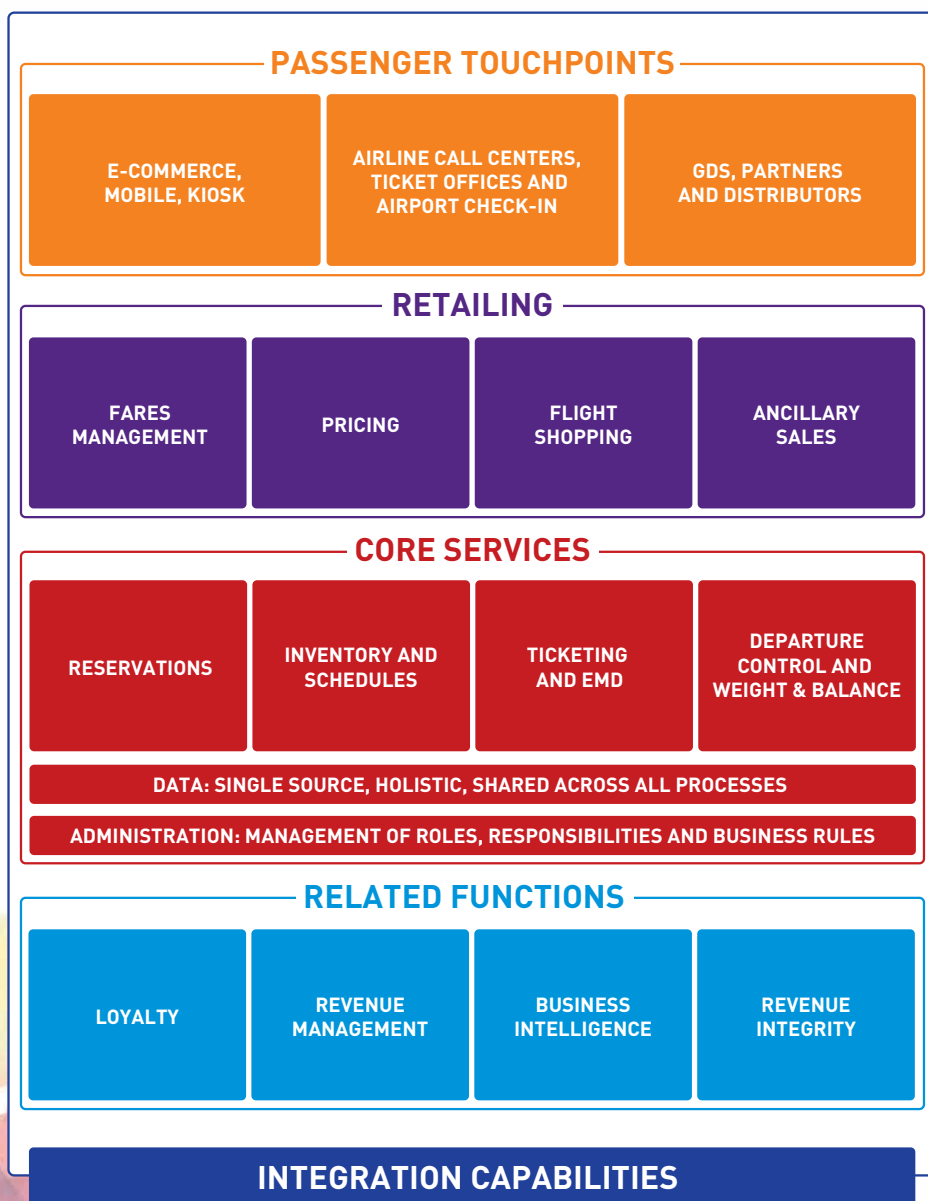 PASSENGER TOUCHPOINTS
E-COMMERCE,
MOBILE, KIOSK
AIRLINE CALL CENTERS,
TICKET OFFICES AND
AIRPORT CHECK-IN
GDS, PARTNERS
AND DISTRIBUTORS
RETAILING
FARES
MANAGEMENT
PRICING
FLIGHT
SHOPPING
ANCILLARY
SALES
CORE SERVICES
RESERVATIONS
INVENTORY AND
SCHEDULES
TICKETING
AND EMD
DEPARTURE
CONTROL AND
WEIGHT & BALANCE
DATA: SINGLE SOURCE, HOLISTIC, SHARED ACROSS ALL PROCESSES
ADMINISTRATION: MANAGEMENT OF ROLES, RESPONSIBILITIES AND BUSINESS RULES
RELATED FUNCTIONS
LOYALTY
REVENUE
MANAGEMENT
BUSINESS
INTELLIGENCE
REVENUE
INTEGRITY
INTEGRATION CAPABILITIES